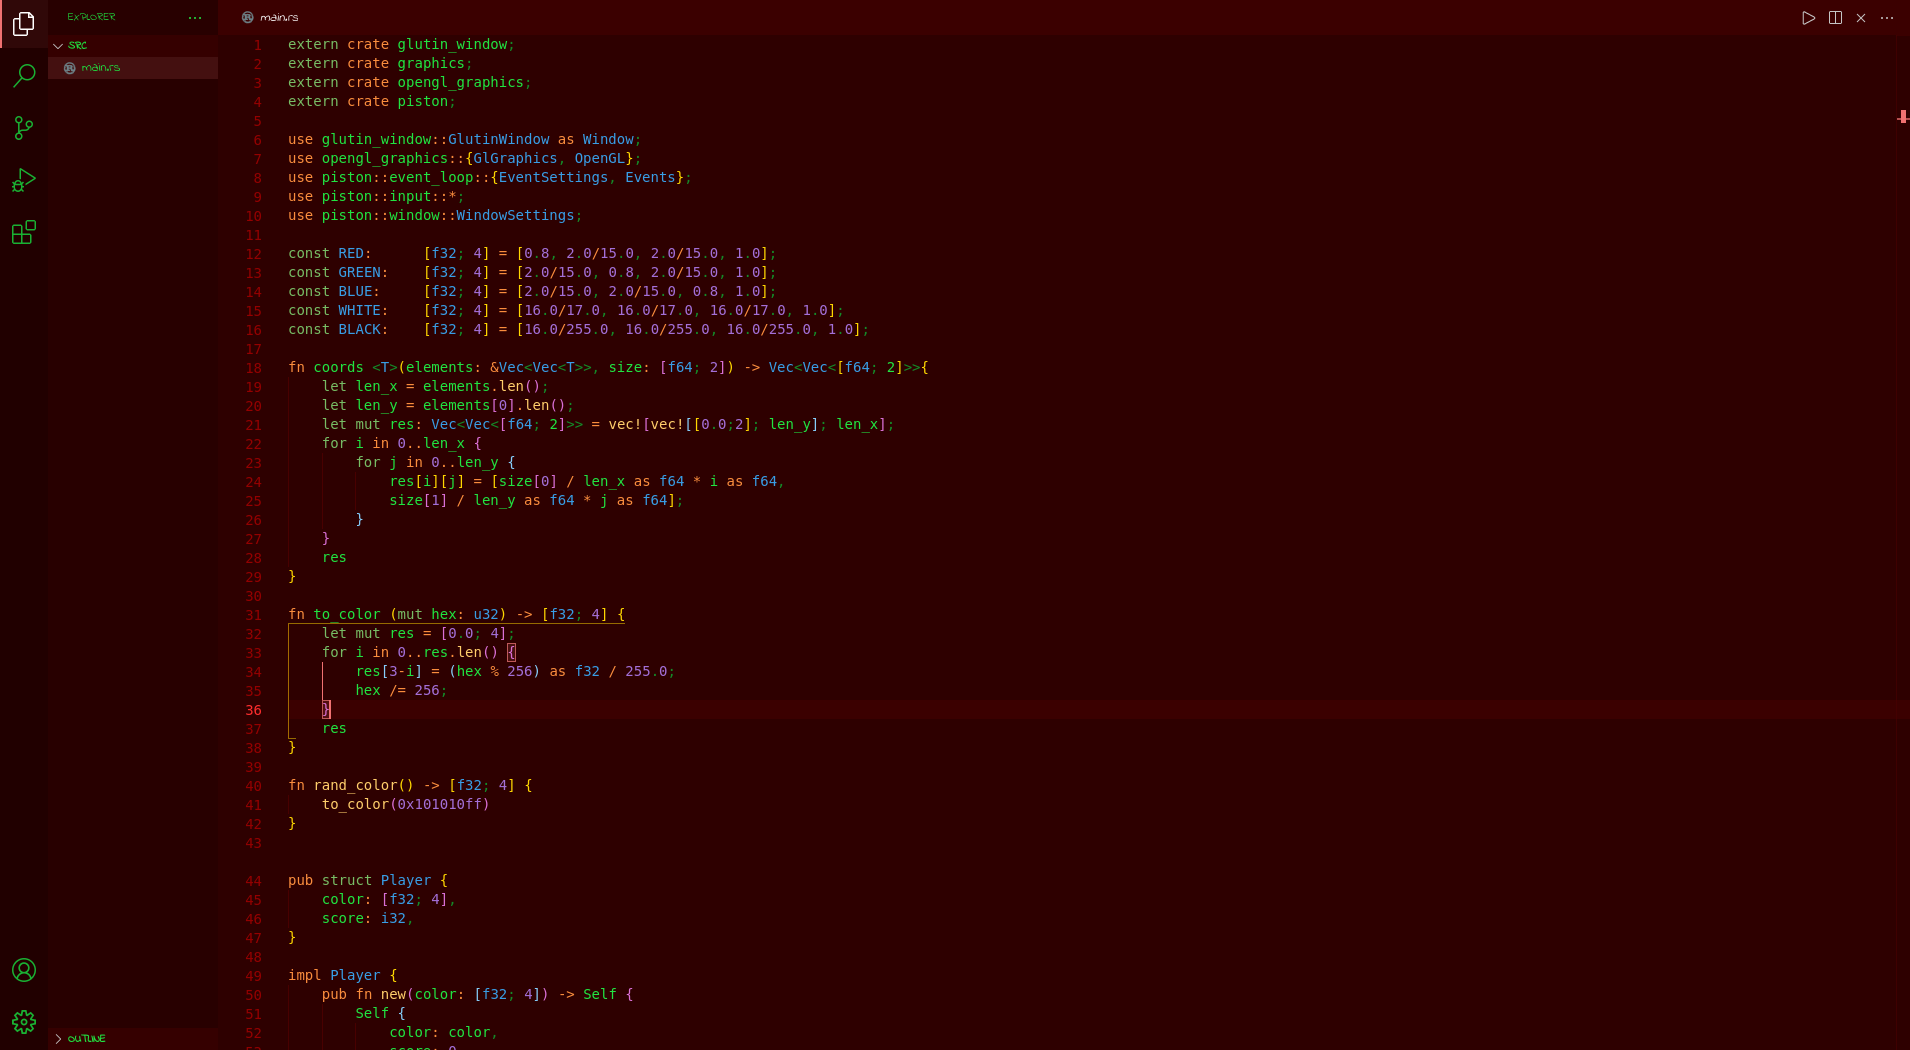 EXPLORER
SRC
main.rs
OUTLINE
main.rs
1 extern crate glutin_window;
2 extern crate graphics;
3 extern crate opengl_graphics;
4 extern crate piston;
5
6 use glutin_window::GlutinWindow as Window;
7 use opengl_graphics::{GlGraphics, OpenGL};
8 use piston::event_loop::{EventSettings, Events};
9 use piston::input::*;
10 use piston::window::WindowSettings;
11
12 const RED:      [f32; 4] = [0.8, 2.0/15.0, 2.0/15.0, 1.0];
13 const GREEN:    [f32; 4] = [2.0/15.0, 0.8, 2.0/15.0, 1.0];
14 const BLUE:     [f32; 4] = [2.0/15.0, 2.0/15.0, 0.8, 1.0];
15 const WHITE:    [f32; 4] = [16.0/17.0, 16.0/17.0, 16.0/17.0, 1.0];
16 const BLACK:    [f32; 4] = [16.0/255.0, 16.0/255.0, 16.0/255.0, 1.0];
17
18 fn coords <T>(elements: &Vec<Vec<T>>, size: [f64; 2]) -> Vec<Vec<[f64; 2]>>{
19     let len_x = elements.len();
20     let len_y = elements[0].len();
21     let mut res: Vec<Vec<[f64; 2]>> = vec![vec![[0.0;2]; len_y]; len_x];
22     for i in 0..len_x {
23         for j in 0..len_y {
24             res[i][j] = [size[0] / len_x as f64 * i as f64,
25             size[1] / len_y as f64 * j as f64];
26         }
27     }
28     res
29 }
30
31 fn to_color (mut hex: u32) -> [f32; 4] {
32     let mut res = [0.0; 4];
33     for i in 0..res.len() {
34         res[3-i] = (hex % 256) as f32 / 255.0;
35         hex /= 256;
36     }
37     res
38 }
39
40 fn rand_color() -> [f32; 4] {
41     to_color(0x101010ff)
42 }
43
44 pub struct Player {
45     color: [f32; 4],
46     score: i32,
47 }
48
49 impl Player {
50     pub fn new(color: [f32; 4]) -> Self {
51         Self {
52             color: color,
53             score: 0